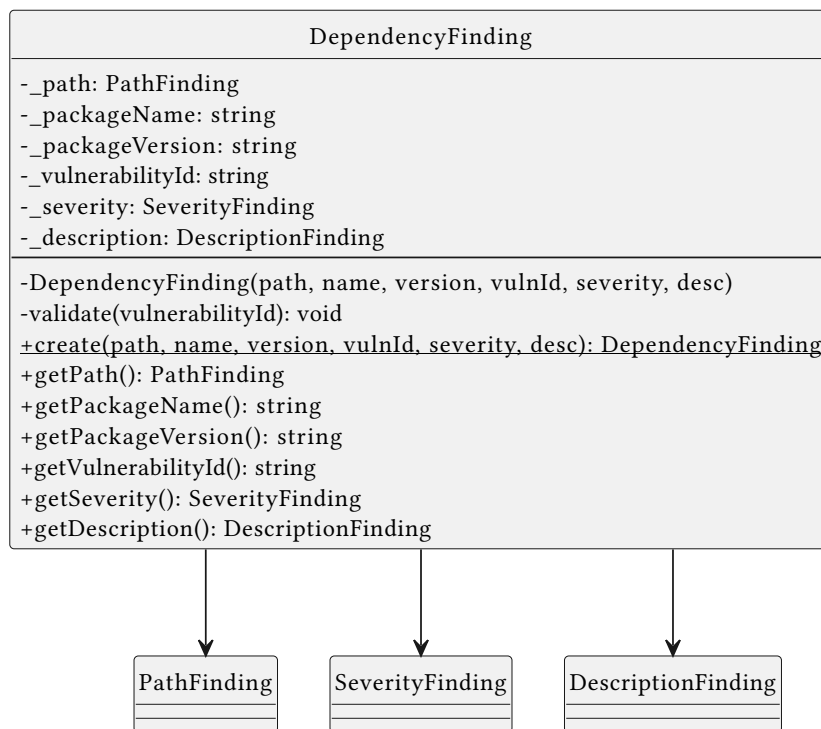 DependencyFinding
-_path: PathFinding
-_packageName: string
-_packageVersion: string
-_vulnerabilityId: string
-_severity: SeverityFinding
-_description: DescriptionFinding
-DependencyFinding(path, name, version, vulnId, severity, desc)
-validate(vulnerabilityId): void
+create(path, name, version, vulnId, severity, desc): DependencyFinding
+getPath(): PathFinding
+getPackageName(): string
+getPackageVersion(): string
+getVulnerabilityId(): string
+getSeverity(): SeverityFinding
+getDescription(): DescriptionFinding
PathFinding
SeverityFinding
DescriptionFinding